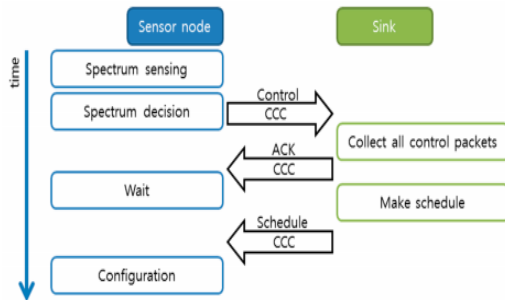 Sensor node
Sink
time
Spectrum sensing
Spectrum decision
Control
CCC
Collect all control packets
ACK
CCC
Wait
Make schedule
Schedule
CCC
Configuration